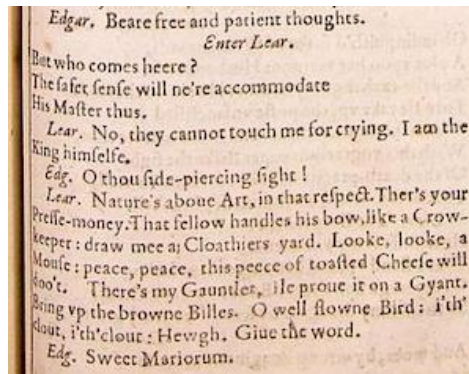 Edgar. Beare free and patient thoughts.
Enter Lear.
But who comes heere?
The safer sense will ne're accommodate
His Master thus.
Lear. No, they cannot touch me for crying. I am the
King himselfe.
Edg. O thou side-piercing sight!
Lear. Nature's aboue Art, in that respect. Ther's your
Presse-money. That fellow handles his bow, like a Crow-
keeper: draw mee a Cloathiers yard. Looke, looke, a
Mouse: peace, peace, this peece of toasted Cheese will
doo't. There's my Gauntlet, Ile proue it on a Gyant.
Bring vp the browne Billes. O well flowne Bird: i'th'
clout, i'th'clout: Hewgh. Giue the word.
Edg. Sweet Mariorum.